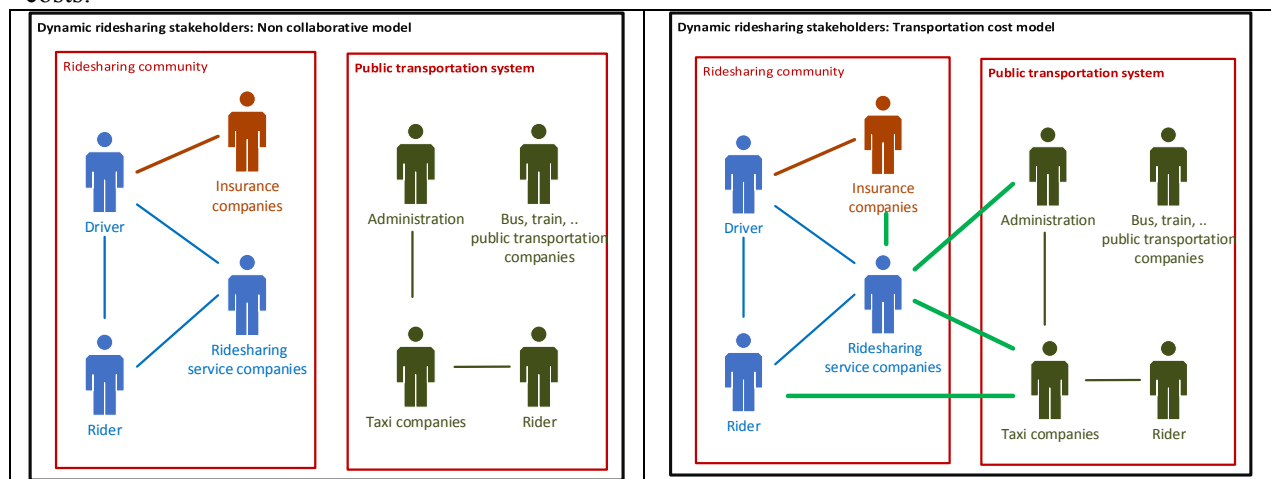 costs.
Dynamic ridesharing stakeholders: Non collaborative model
Ridesharing community
Public transportation system
Insurance
companies
Driver
Administration
Bus, train, ..
public transportation
companies
Ridesharing
service companies
Rider
Taxi companies
Rider
Dynamic ridesharing stakeholders: Transportation cost model
Ridesharing community
Public transportation system
Insurance
companies
Driver
Administration
Bus, train, ..
public transportation
companies
Ridesharing
service companies
Rider
Taxi companies
Rider